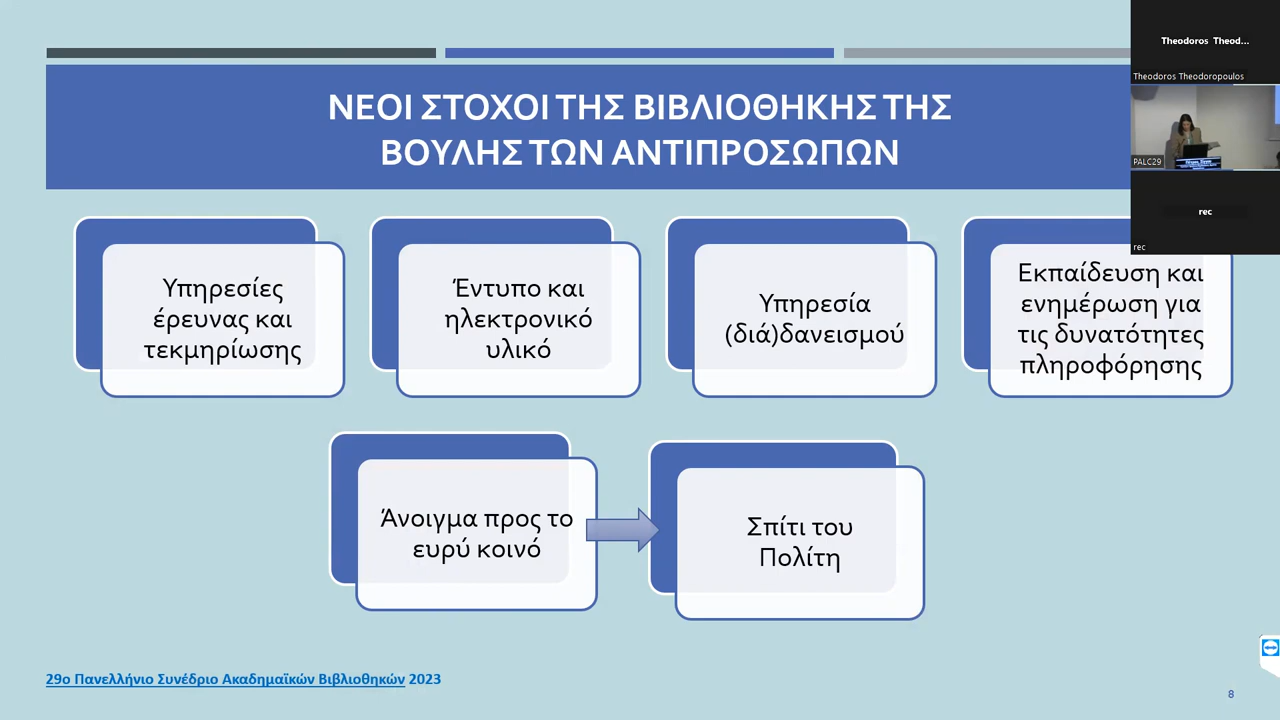 ΝΕΟΙ ΣΤΟΧΟΙ ΤΗΣ ΒΙΒΛΙΟΘΗΚΗΣ ΤΗΣ
ΒΟΥΛΗΣ ΤΩΝ ΑΝΤΙΠΡΟΣΩΠΩΝ
Theodoros Theod...
Theodoros Theodoropoulos
PALC29
rec
rec
Υπηρεσίες
έρευνας και
τεκμηρίωσης
Έντυπο και
ηλεκτρονικό
υλικό
Υπηρεσία
(διά)δανεισμού
Εκπαίδευση και
ενημέρωση για
τις δυνατότητες
πληροφόρησης
Άνοιγμα προς το
ευρύ κοινό
Σπίτι του
Πολίτη
29ο Πανελλήνιο Συνέδριο Ακαδημαϊκών Βιβλιοθηκών 2023
8